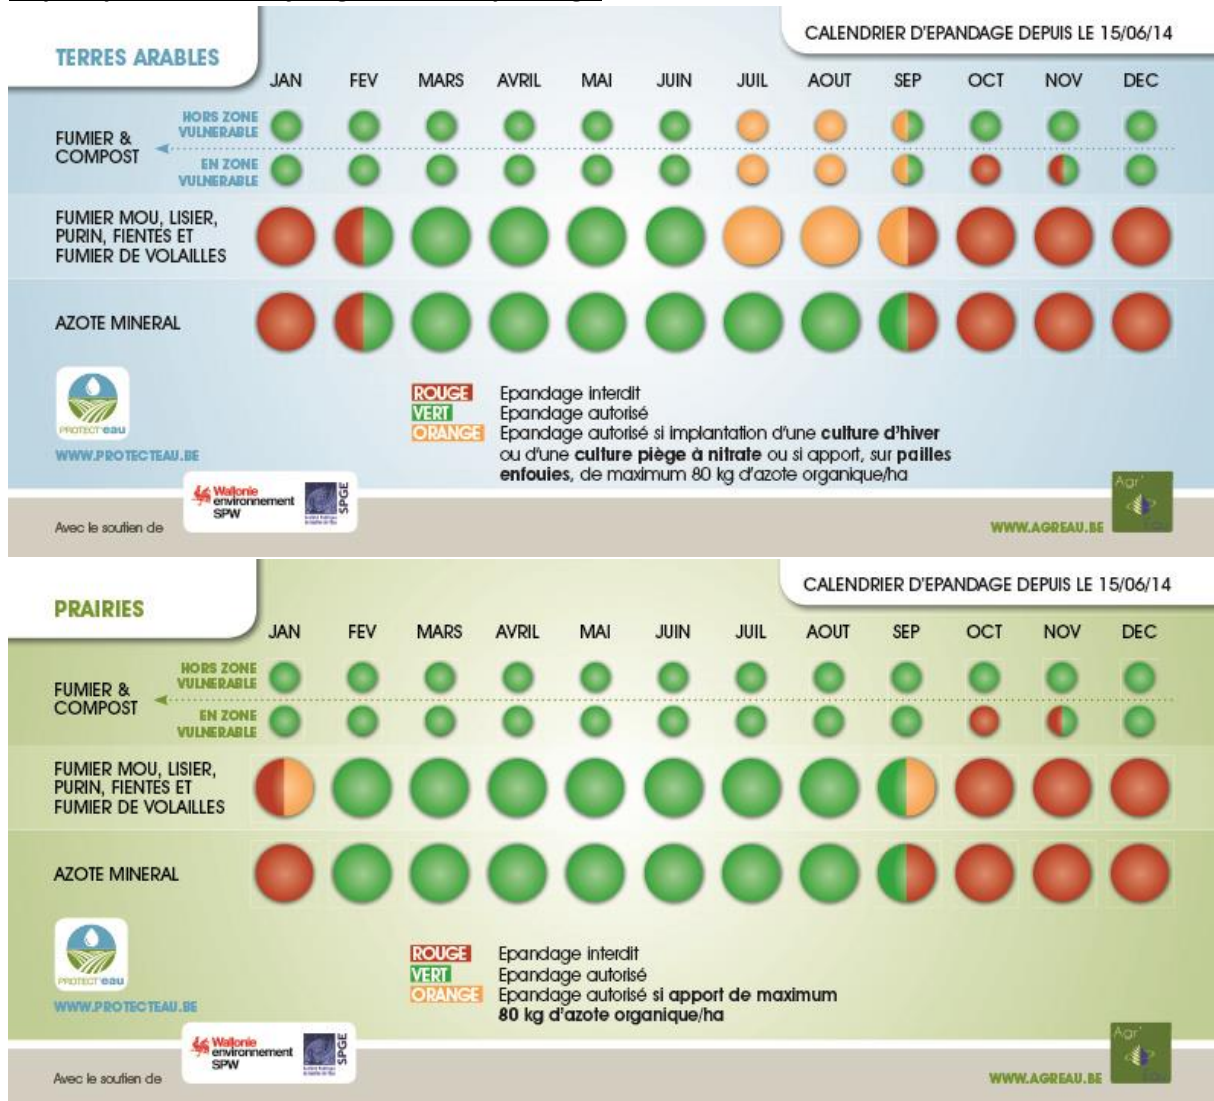 CALENDRIER D'EPANDAGE DEPUIS LE 15/06/14
TERRES ARABLES
JAN FEV MARS AVRIL MAI JUIN JUIL AOUT SEP OCT NOV DEC
HORS ZONE
VULNERABLE
FUMIER &
COMPOST
EN ZONE
VULNERABLE
FUMIER MOU, LISIER,
PURIN, FIENTES ET
FUMIER DE VOLAILLES
AZOTE MINERAL
PROTECT'eau
WWW.PROTECTEAU.BE
ROUGE Epandage interdit
VERT Epandage autorisé
ORANGE Epandage autorisé si implantation d'une culture d'hiver
ou d'une culture piège à nitrate ou si apport, sur pailles
enfouies, de maximum 80 kg d'azote organique/ha
Avec le soutien de
Wallonie
environnement
SPW
SPGE
WWW.AGREAU.BE
Agr'
CALENDRIER D'EPANDAGE DEPUIS LE 15/06/14
PRAIRIES
JAN FEV MARS AVRIL MAI JUIN JUIL AOUT SEP OCT NOV DEC
HORS ZONE
VULNERABLE
FUMIER &
COMPOST
EN ZONE
VULNERABLE
FUMIER MOU, LISIER,
PURIN, FIENTES ET
FUMIER DE VOLAILLES
AZOTE MINERAL
PROTECT'eau
WWW.PROTECTEAU.BE
ROUGE Epandage interdit
VERT Epandage autorisé
ORANGE Epandage autorisé si apport de maximum
80 kg d'azote organique/ha
Avec le soutien de
Wallonie
environnement
SPW
SPGE
WWW.AGREAU.BE
Agr'